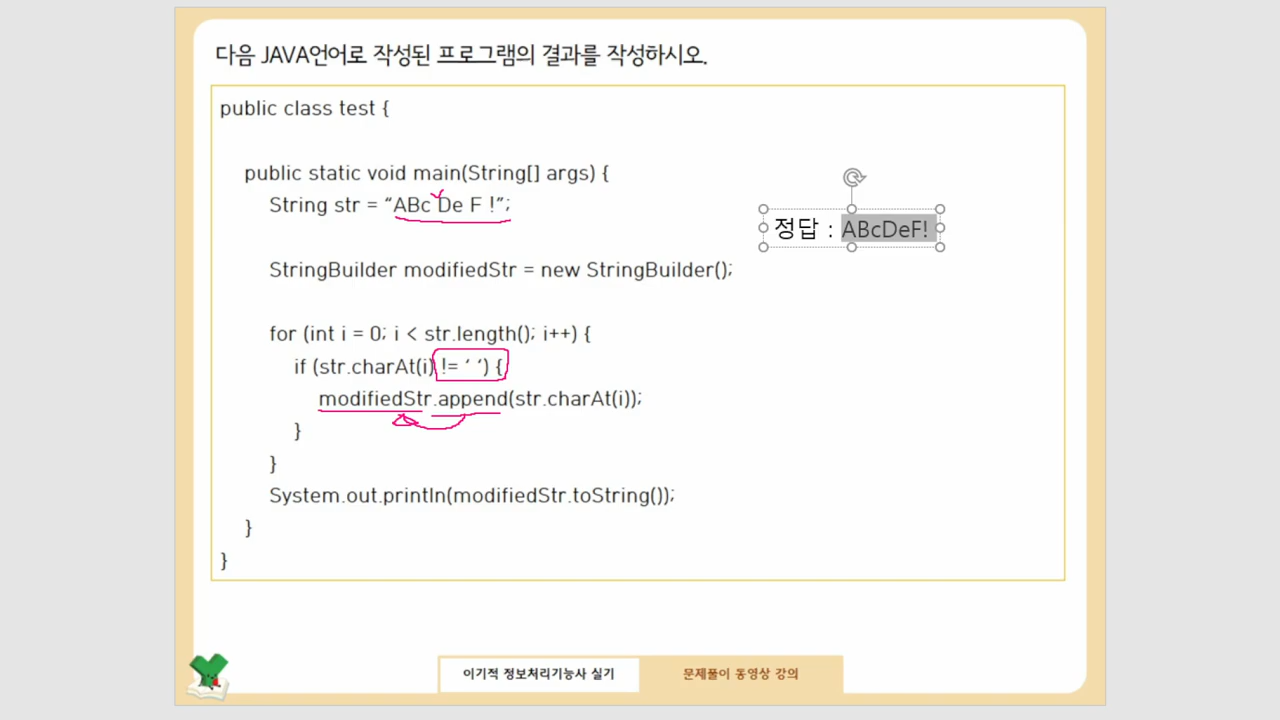 다음 JAVA언어로 작성된 프로그램의 결과를 작성하시오.
public class test {
public static void main(String[] args) {
String str = “ABc De F !”;
정답 : ABcDeF!
StringBuilder modifiedStr = new StringBuilder();
for (int i = 0; i < str.length(); i++) {
if (str.charAt(i) != ‘ ‘) {
modifiedStr.append(str.charAt(i));
}
}
System.out.println(modifiedStr.toString());
}
}
이기적 정보처리기능사 실기
문제풀이 동영상 강의